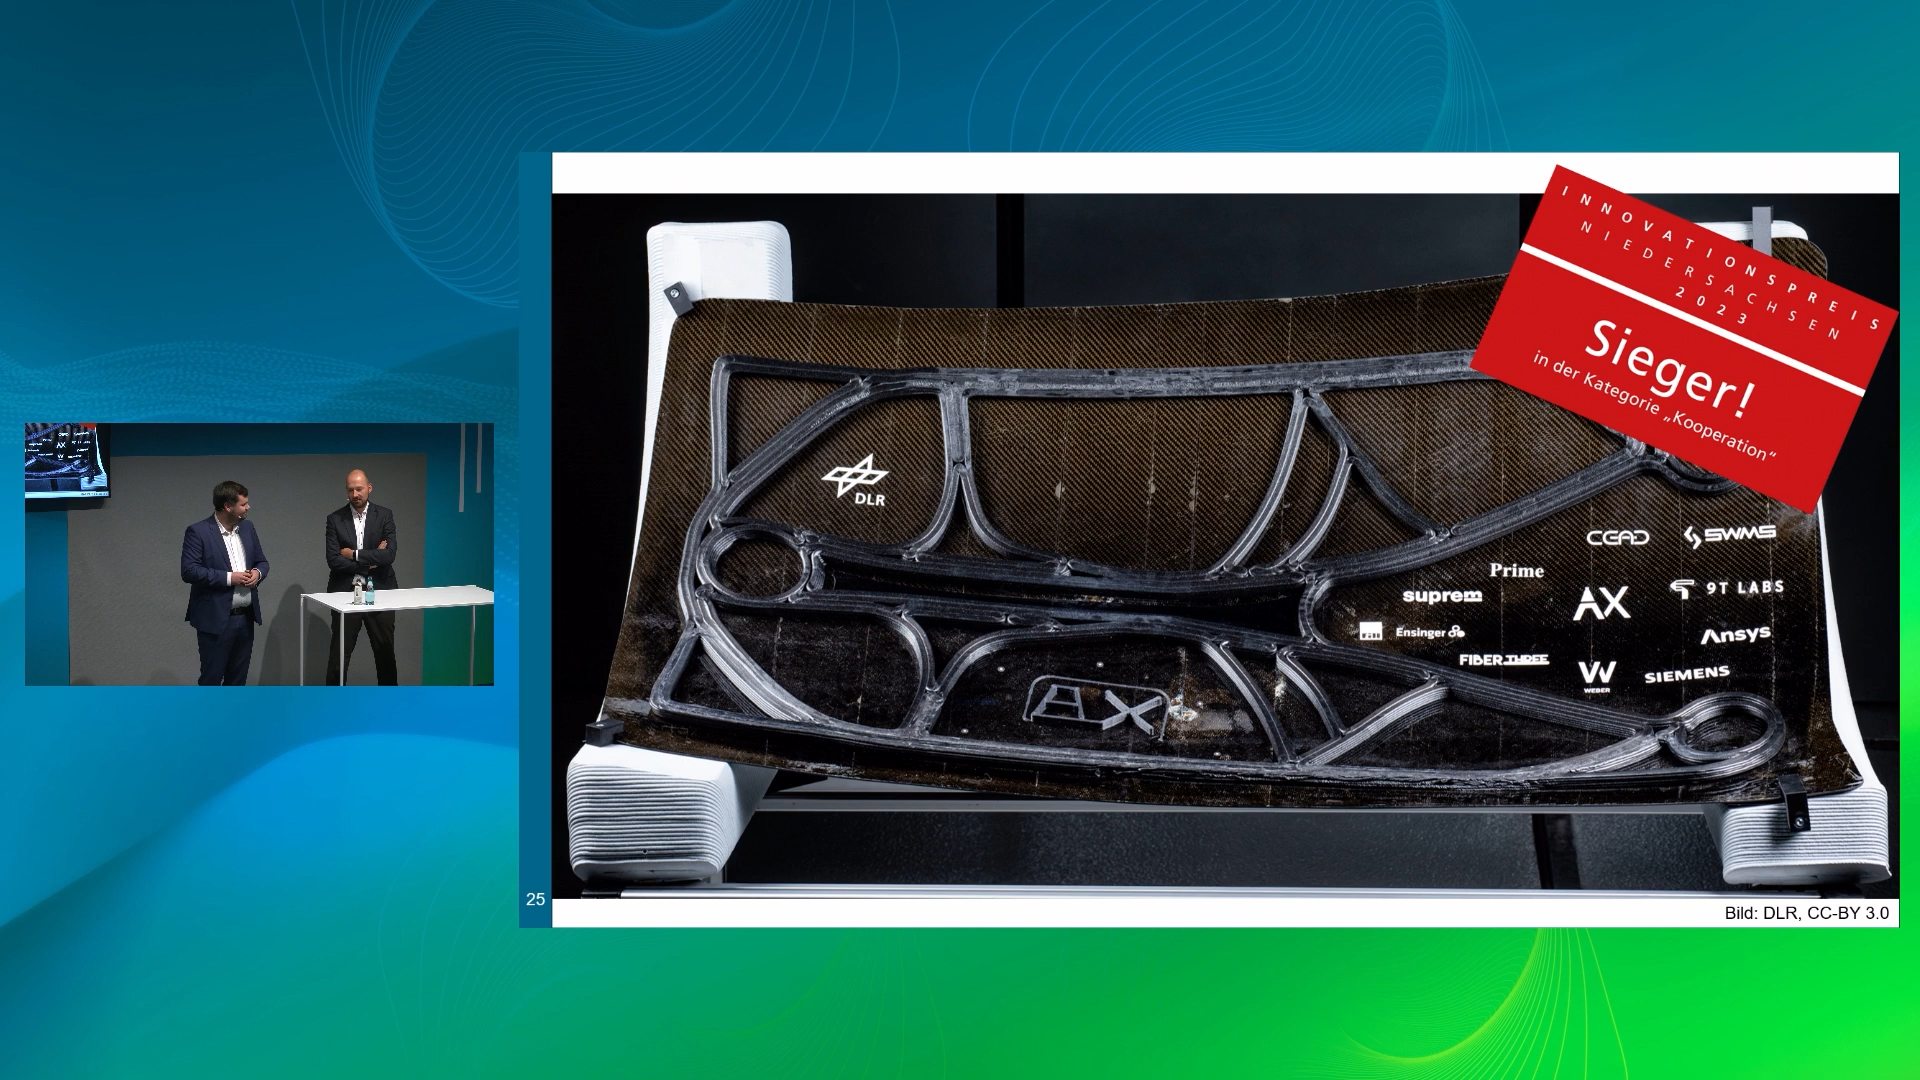 INNOVATIONSPREIS
NIEDERSACHSEN
2023
Sieger!
in der Kategorie „Kooperation“
DLR
CEAD
SWMS
Prime
suprem
AX
9T LABS
Ensinger
Ansys
FIBERTHREE
W
WEBER
SIEMENS
AX
25
Bild: DLR, CC-BY 3.0